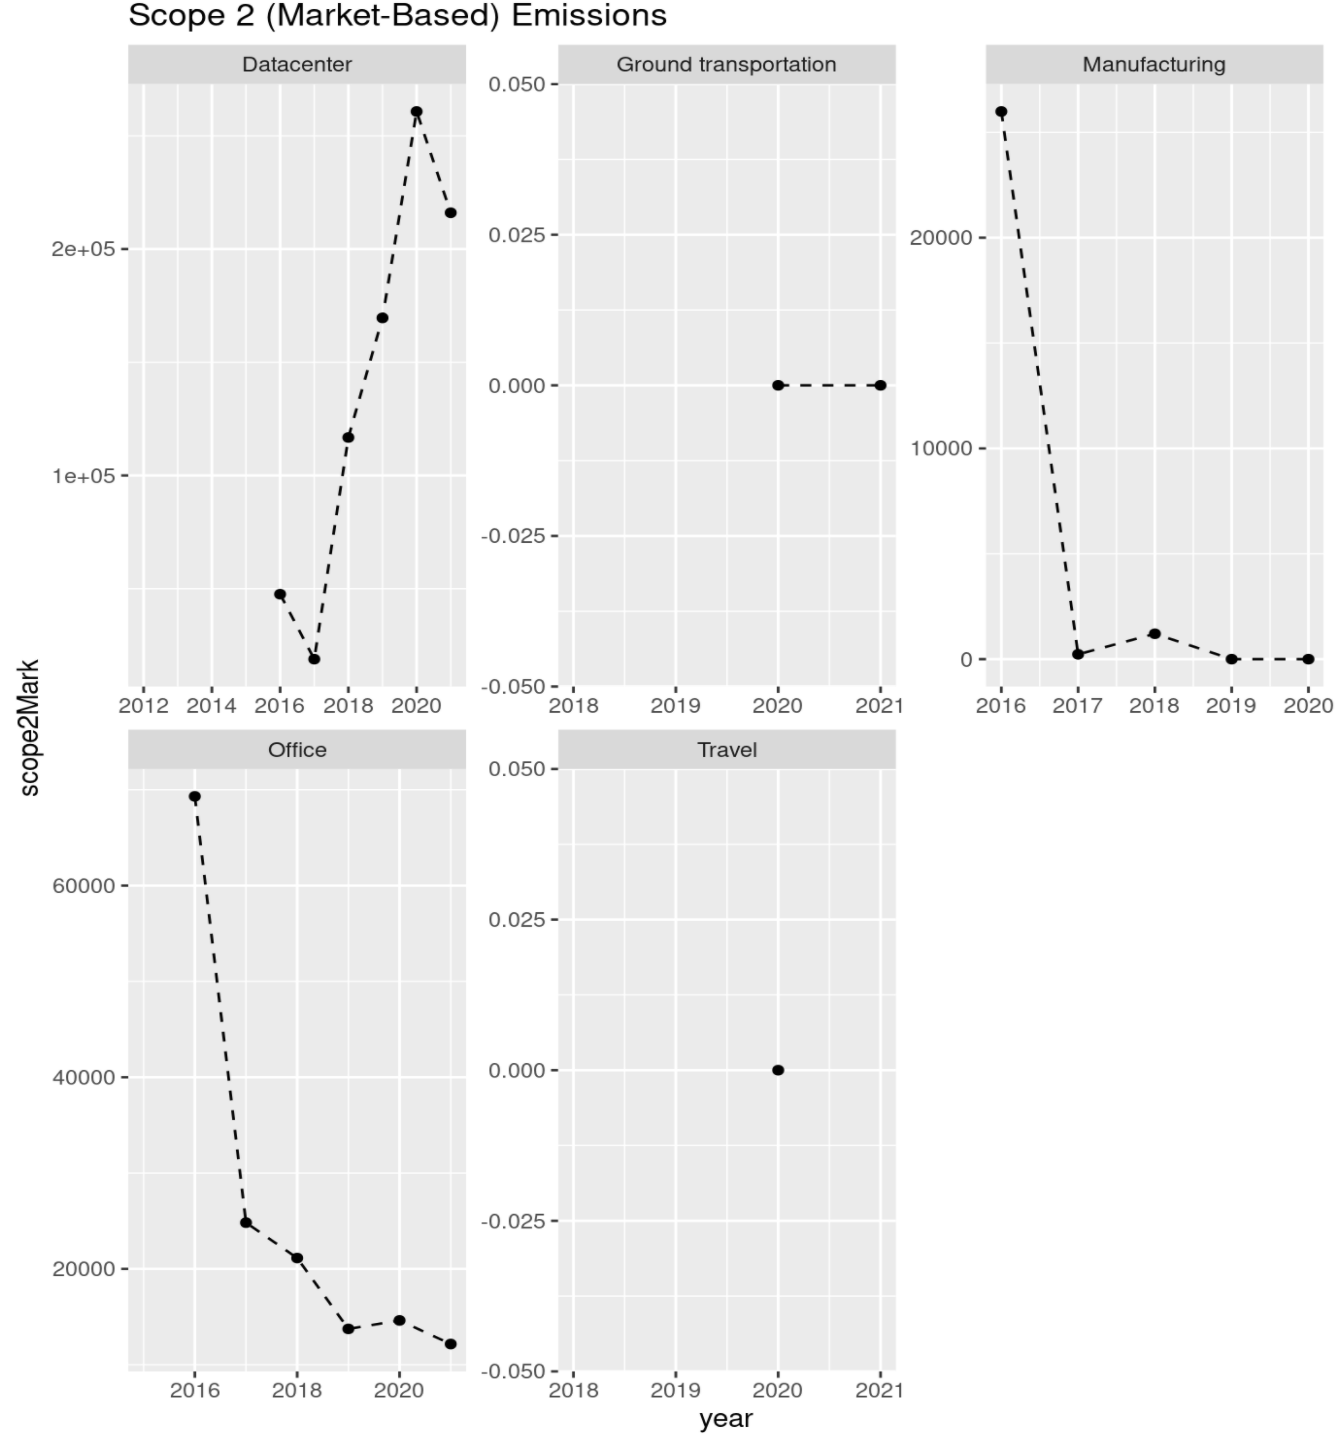 Scope 2 (Market-Based) Emissions
Datacenter
Ground transportation
Manufacturing
2e+05
1e+05
0.050
0.025
0.000
-0.025
-0.050
20000
10000
0
2012 2014 2016 2018 2020
2018 2019 2020 2021
2016 2017 2018 2019 2020
scope2Mark
Office
Travel
60000
40000
20000
0.050
0.025
0.000
-0.025
-0.050
2016 2018 2020
2018 2019 2020 2021
year